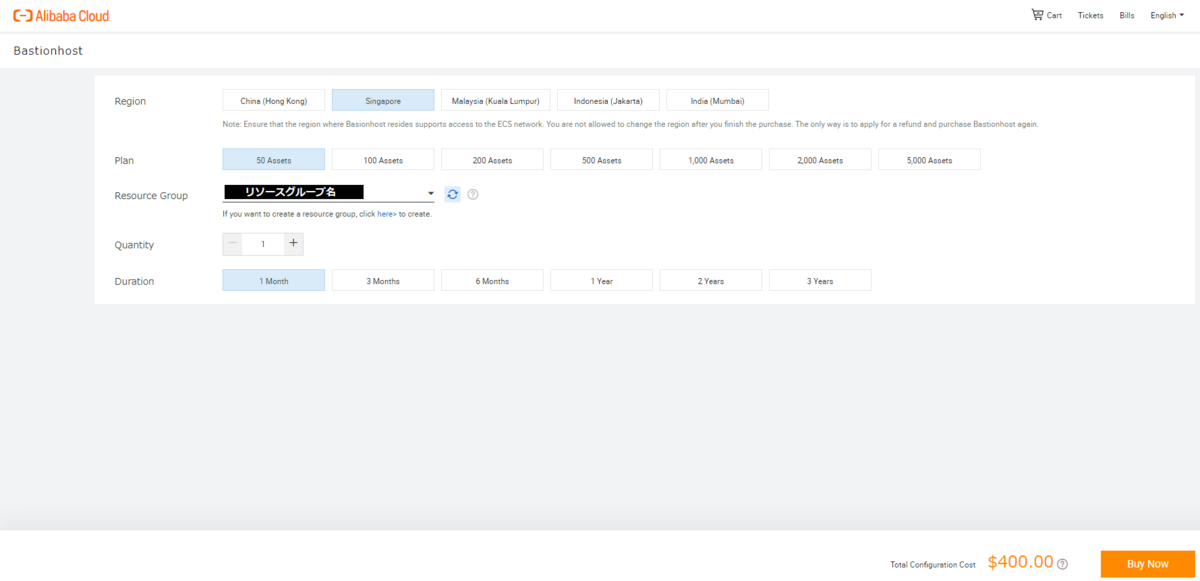 Alibaba Cloud
Cart Tickets Bills English
Bastionhost
Region China (Hong Kong) Singapore Malaysia (Kuala Lumpur) Indonesia (Jakarta) India (Mumbai)
Note: Ensure that the region where Basionhost resides supports access to the ECS network. You are not allowed to change the region after you finish the purchase. The only way is to apply for a refund and purchase Bastionhost again.
Plan 50 Assets 100 Assets 200 Assets 500 Assets 1,000 Assets 2,000 Assets 5,000 Assets
Resource Group リソースグループ名
If you want to create a resource group, click here> to create.
Quantity 1
Duration 1 Month 3 Months 6 Months 1 Year 2 Years 3 Years
Total Configuration Cost $400.00 Buy Now